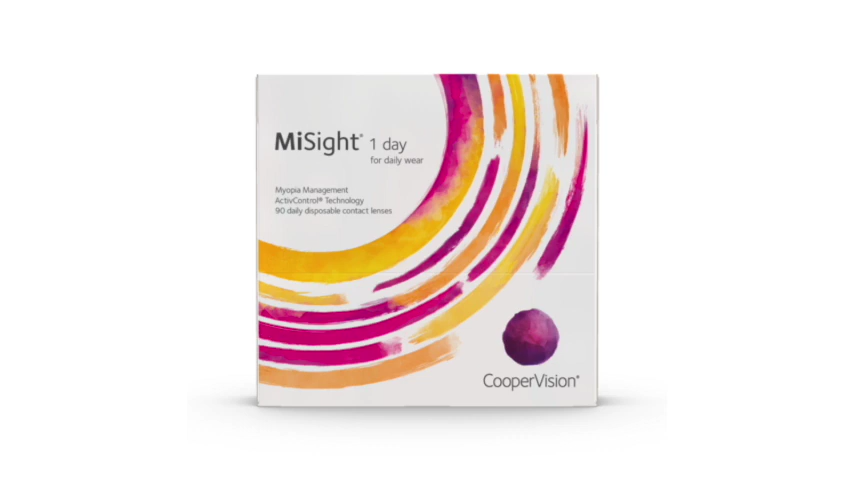 MiSight® 1 day
for daily wear
Myopia Management
ActivControl® Technology
90 daily disposable contact lenses
CooperVision®